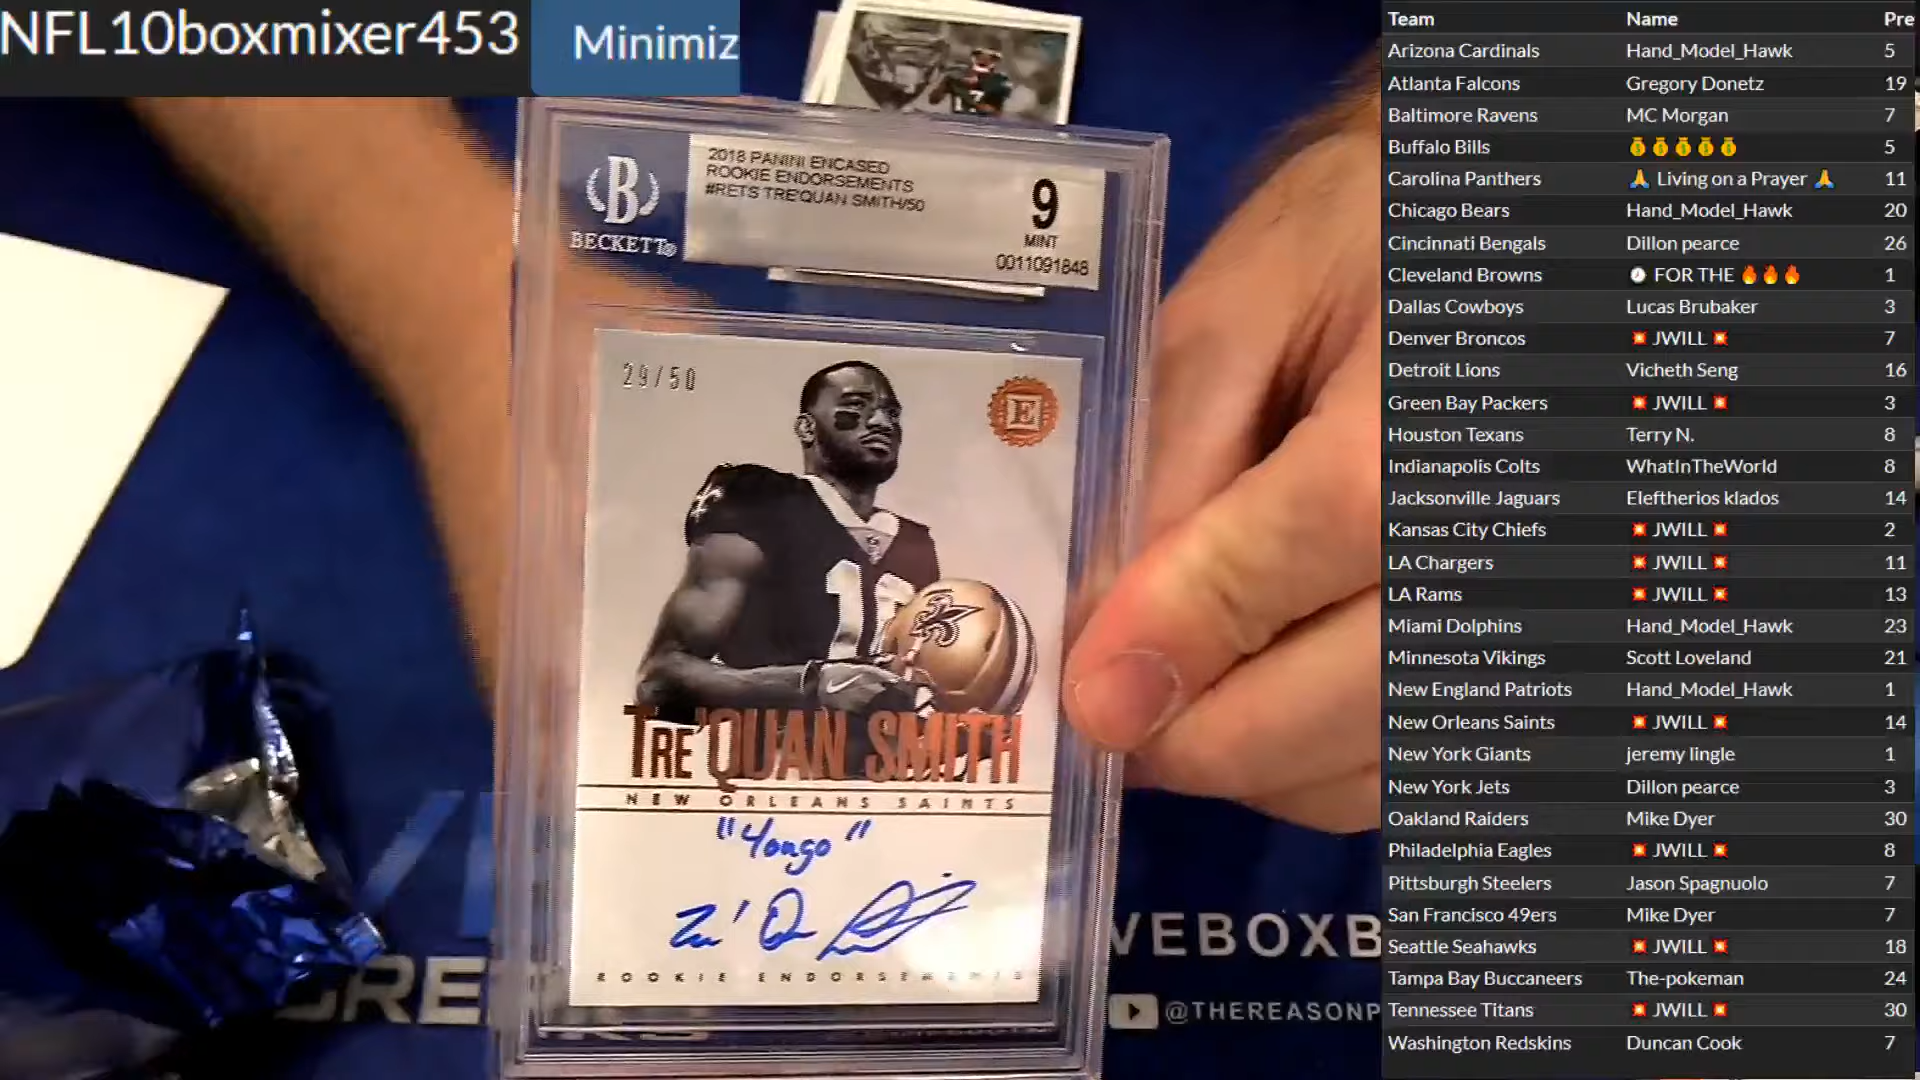 NFL10boxmixer453 Minimiz
B
BECKETT®
2018 PANINI ENCASED
ROOKIE ENDORSEMENTS
#RETS TRE'QUAN SMITH/50
9
MINT
0011091848
29/50
E
TRE'QUAN SMITH
NEW ORLEANS SAINTS
"Yongo"
ROOKIE ENDORSEMENTS
VEBOXB
@THEREASONP
Team Name Pre
Arizona Cardinals Hand_Model_Hawk 5
Atlanta Falcons Gregory Donetz 19
Baltimore Ravens MC Morgan 7
Buffalo Bills 💰💰💰💰💰 5
Carolina Panthers 🙏 Living on a Prayer 🙏 11
Chicago Bears Hand_Model_Hawk 20
Cincinnati Bengals Dillon pearce 26
Cleveland Browns 🕗 FOR THE 🔥🔥🔥 1
Dallas Cowboys Lucas Brubaker 3
Denver Broncos 💥 JWILL 💥 7
Detroit Lions Vicheth Seng 16
Green Bay Packers 💥 JWILL 💥 3
Houston Texans Terry N. 8
Indianapolis Colts WhatInTheWorld 8
Jacksonville Jaguars Eleftherios klados 14
Kansas City Chiefs 💥 JWILL 💥 2
LA Chargers 💥 JWILL 💥 11
LA Rams 💥 JWILL 💥 13
Miami Dolphins Hand_Model_Hawk 23
Minnesota Vikings Scott Loveland 21
New England Patriots Hand_Model_Hawk 1
New Orleans Saints 💥 JWILL 💥 14
New York Giants jeremy lingle 1
New York Jets Dillon pearce 3
Oakland Raiders Mike Dyer 30
Philadelphia Eagles 💥 JWILL 💥 8
Pittsburgh Steelers Jason Spagnuolo 7
San Francisco 49ers Mike Dyer 7
Seattle Seahawks 💥 JWILL 💥 18
Tampa Bay Buccaneers The-pokeman 24
Tennessee Titans 💥 JWILL 💥 30
Washington Redskins Duncan Cook 7